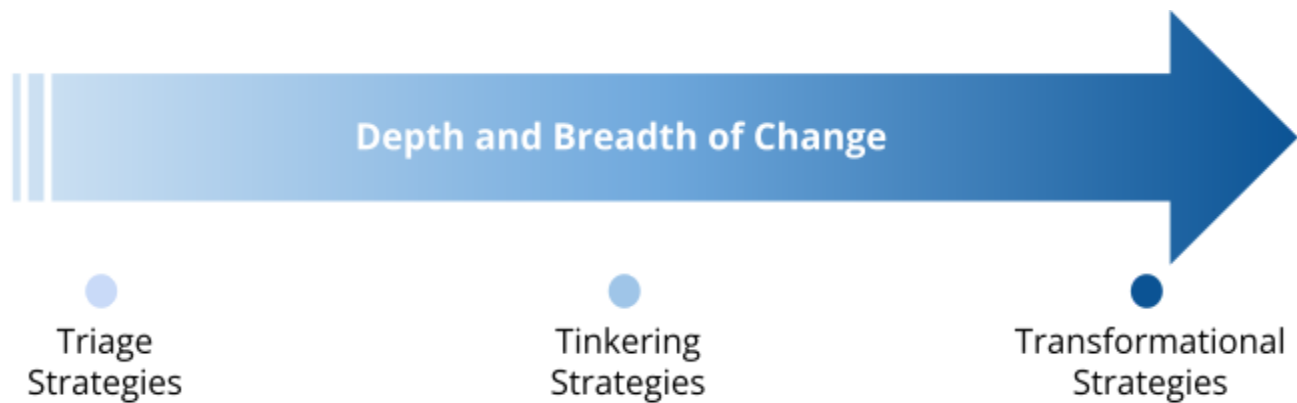 Depth and Breadth of Change
Triage
Strategies
Tinkering
Strategies
Transformational
Strategies